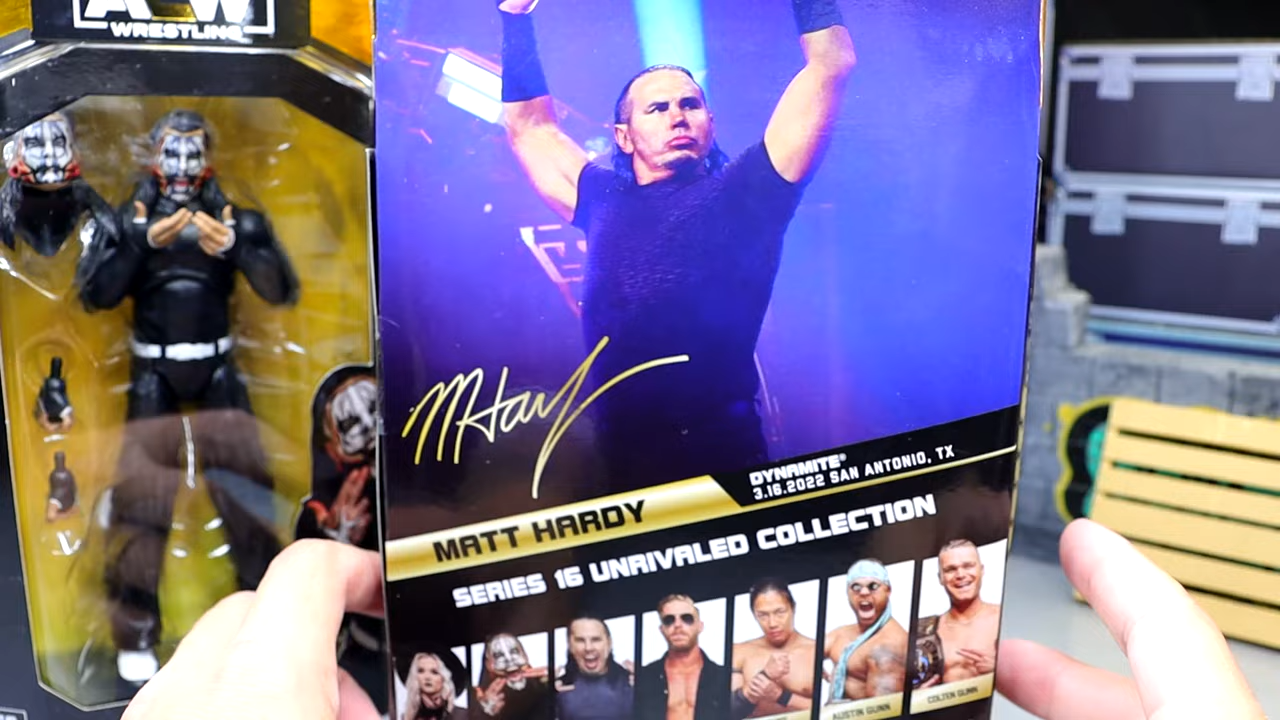 AEW
WRESTLING
MHardy
MATT HARDY
DYNAMITE®
3.16.2022 SAN ANTONIO, TX
SERIES 16 UNRIVALED COLLECTION
AUSTIN GUNN
COLTEN GUNN